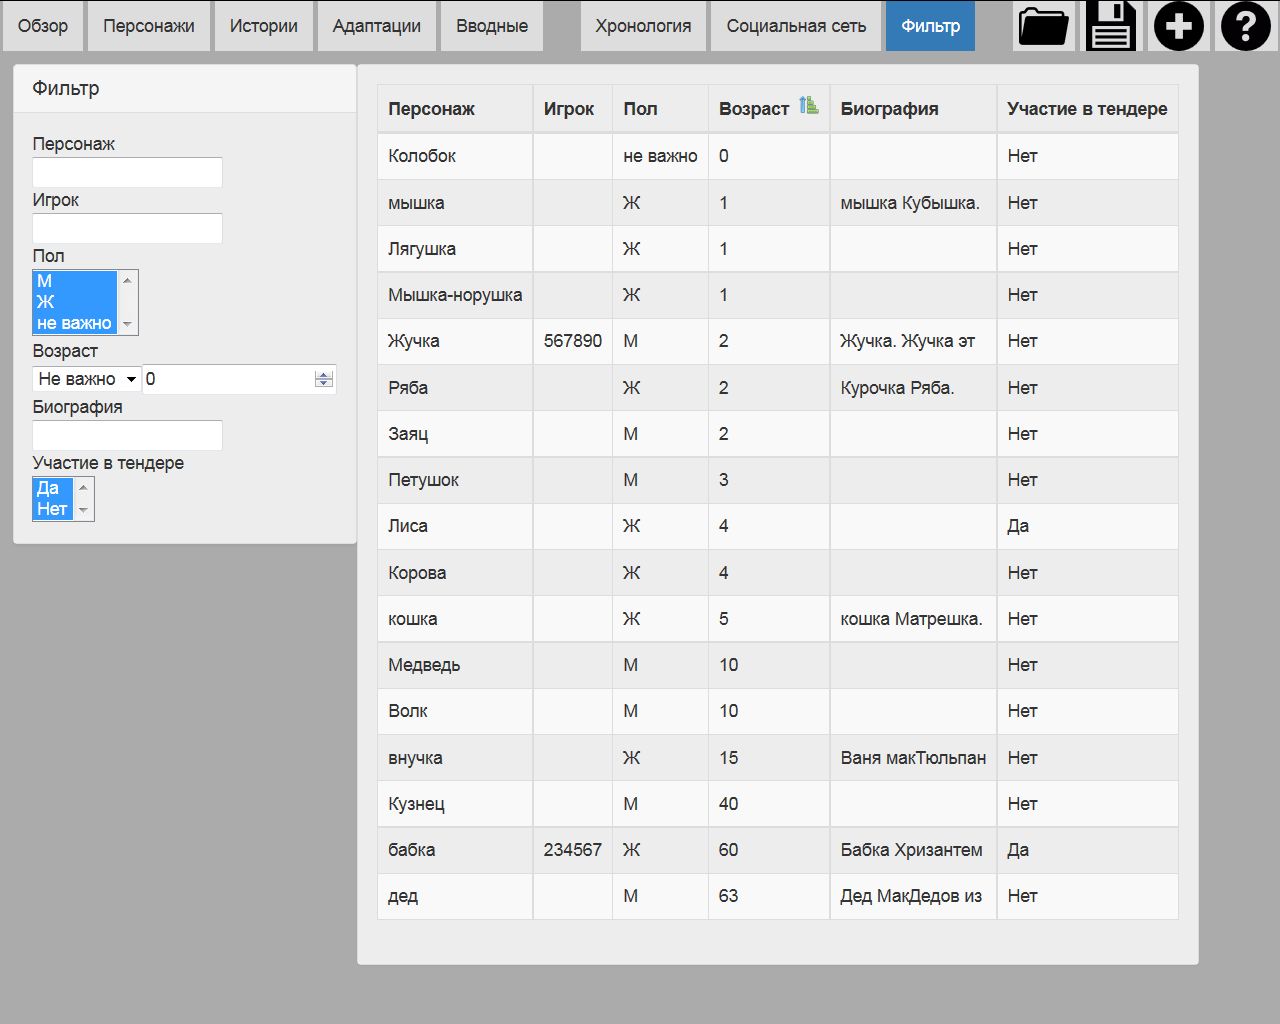 Обзор Персонажи Истории Адаптации Вводные Хронология Социальная сеть Фильтр
Фильтр
Персонаж
Игрок
Пол
М
Ж
не важно
Возраст
Не важно 0
Биография
Участие в тендере
Да
Нет
Персонаж Игрок Пол Возраст Биография Участие в тендере
Колобок не важно 0 Нет
мышка Ж 1 мышка Кубышка. Нет
Лягушка Ж 1 Нет
Мышка-норушка Ж 1 Нет
Жучка 567890 М 2 Жучка. Жучка эт Нет
Ряба Ж 2 Курочка Ряба. Нет
Заяц М 2 Нет
Петушок М 3 Нет
Лиса Ж 4 Да
Корова Ж 4 Нет
кошка Ж 5 кошка Матрешка. Нет
Медведь М 10 Нет
Волк М 10 Нет
внучка Ж 15 Ваня макТюльпан Нет
Кузнец М 40 Нет
бабка 234567 Ж 60 Бабка Хризантем Да
дед М 63 Дед МакДедов из Нет